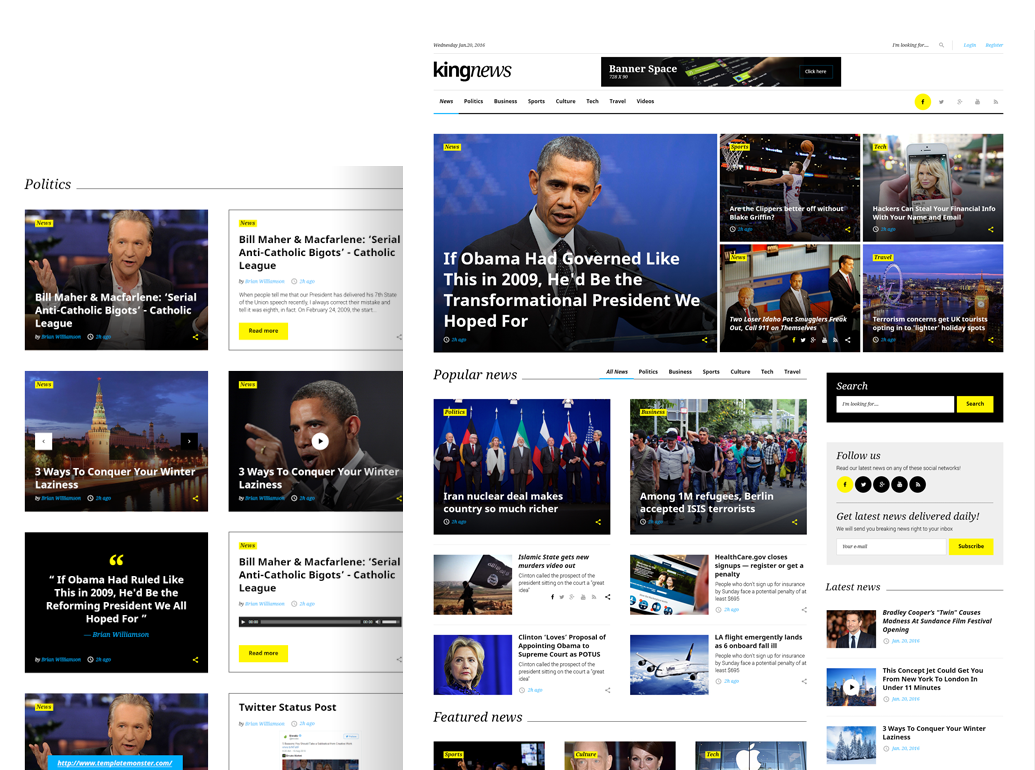 Politics
News
Bill Maher & Macfarlene: ‘Serial
Anti-Catholic Bigots’ - Catholic
League
by Brian Williamson 2h ago
News
Bill Maher & Macfarlene: ‘Serial
Anti-Catholic Bigots’ - Catholic
League
by Brian Williamson 2h ago
When people tell me that our President has delivered his 7th State
of the Union speech recently, I always correct their mistake and
tell it was eighth, in fact. On February 24, 2009, the start...
Read more
News
3 Ways To Conquer Your Winter
Laziness
by Brian Williamson 2h ago
News
3 Ways To Conquer Your Winter
Laziness
by Brian Williamson 2h ago
“
“ If Obama Had Ruled Like
This in 2009, He'd Be the
Reforming President We All
Hoped For ”
— Brian Williamson
by Brian Williamson 2h ago
News
Bill Maher & Macfarlene: ‘Serial
Anti-Catholic Bigots’ - Catholic
League
by Brian Williamson 2h ago
00:00
Read more
News
http://www.templatemonster.com/
Twitter Status Post
by Brian Williamson 2h ago
Wednesday Jan.20, 2016
I'm looking for...
Login Register
kingnews
Banner Space
728 X 90
Click here
News Politics Business Sports Culture Tech Travel Videos
News
If Obama Had Governed Like
This in 2009, He'd Be the
Transformational President We
Hoped For
2h ago
Sports
Are the Clippers better off without
Blake Griffin?
2h ago
Tech
Hackers Can Steal Your Financial Info
With Your Name and Email
2h ago
News
Two Loser Idaho Pot Smugglers Freak
Out, Call 911 on Themselves
Travel
Terrorism concerns get UK tourists
opting in to ‘lighter’ holiday spots
2h ago
Popular news
All News Politics Business Sports Culture Tech Travel
Politics
Iran nuclear deal makes
country so much richer
2h ago
Business
Among 1M refugees, Berlin
accepted ISIS terrorists
2h ago
Islamic State gets new
murders video out
Clinton called the prospect of the
president sitting on the court a “great
idea”
HealthCare.gov closes
signups — register or get a
penalty
People who don't sign up for insurance
by Sunday face a potential penalty of at
least $695
2h ago
Clinton ‘Loves’ Proposal of
Appointing Obama to
Supreme Court as POTUS
Clinton called the prospect of the
president sitting on the court a “great
idea”
2h ago
LA flight emergently lands
as 6 onboard fall ill
People who don't sign up for insurance
by Sunday face a potential penalty of at
least $695
2h ago
Featured news
Sports
Culture
Tech
Search
I'm looking for...
Search
Follow us
Read our latest news on any of these social networks!
Get latest news delivered daily!
We will send you breaking news right to your inbox
Your e-mail
Subscribe
Latest news
Bradley Cooper's "Twin" Causes
Madness At Sundance Film Festival
Opening
Jan. 20, 2016
This Concept Jet Could Get You
From New York To London In
Under 11 Minutes
Jan. 20, 2016
3 Ways To Conquer Your Winter
Laziness
Jan. 20, 2016